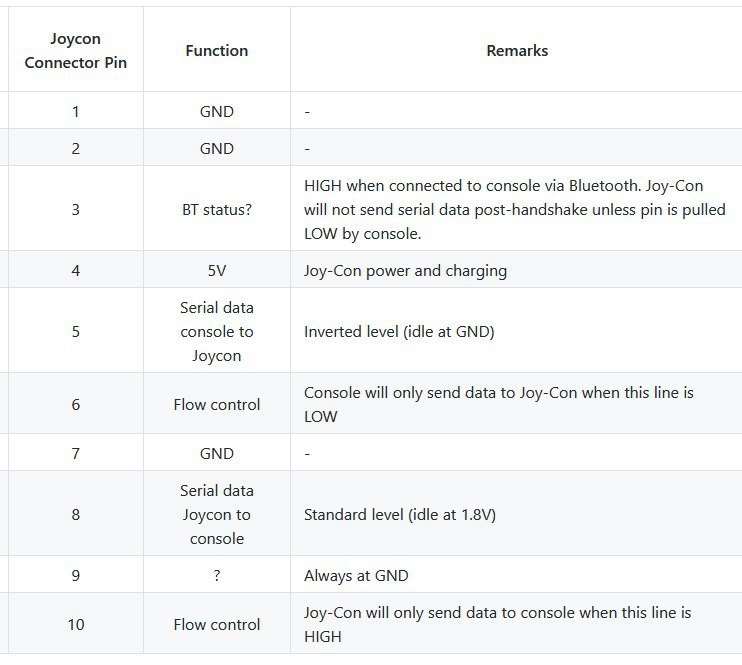 Joycon
Connector Pin
Function
Remarks
1
GND
-
2
GND
-
3
BT status?
HIGH when connected to console via Bluetooth. Joy-Con
will not send serial data post-handshake unless pin is pulled
LOW by console.
4
5V
Joy-Con power and charging
5
Serial data
console to
Joycon
Inverted level (idle at GND)
6
Flow control
Console will only send data to Joy-Con when this line is
LOW
7
GND
-
8
Serial data
Joycon to
console
Standard level (idle at 1.8V)
9
?
Always at GND
10
Flow control
Joy-Con will only send data to console when this line is
HIGH